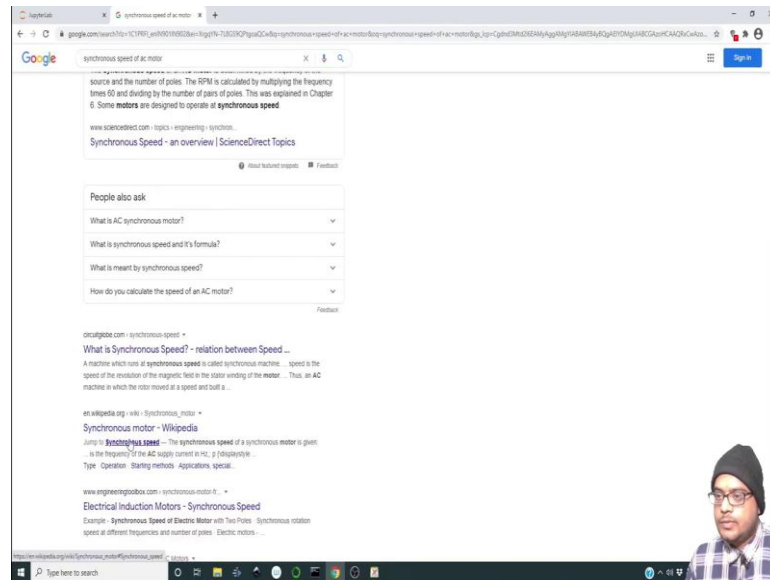 JupyterLab
synchronous speed of ac motor
Google
synchronous speed of ac motor
Sign in
source and the number of poles. The RPM is calculated by multiplying the frequency
times 60 and dividing by the number of pairs of poles. This was explained in Chapter
6. Some motors are designed to operate at synchronous speed.
www.sciencedirect.com › topics › engineering › synchron...
Synchronous Speed - an overview | ScienceDirect Topics
About featured snippets Feedback
People also ask
What is AC synchronous motor?
What is synchronous speed and it's formula?
What is meant by synchronous speed?
How do you calculate the speed of an AC motor?
Feedback
circuitglobe.com › synchronous-speed
What is Synchronous Speed? - relation between Speed ...
A machine which runs at synchronous speed is called synchronous machine. ... speed is the
speed of the revolution of the magnetic field in the stator winding of the motor. ... Thus, an AC
machine in which the rotor moved at a speed and built a ...
en.wikipedia.org › wiki › Synchronous_motor
Synchronous motor - Wikipedia
Jump to Synchronous speed — The synchronous speed of a synchronous motor is given:
... is the frequency of the AC supply current in Hz, p {\displaystyle ...
Type · Operation · Starting methods · Applications, special...
www.engineeringtoolbox.com › synchronous-motor-fr...
Electrical Induction Motors - Synchronous Speed
Example - Synchronous Speed of Electric Motor with Two Poles · Synchronous rotation
speed at different frequencies and number of poles · Electric motors - ...
https://en.wikipedia.org/wiki/Synchronous_motor#Synchronous_speed
C Motors
Type here to search